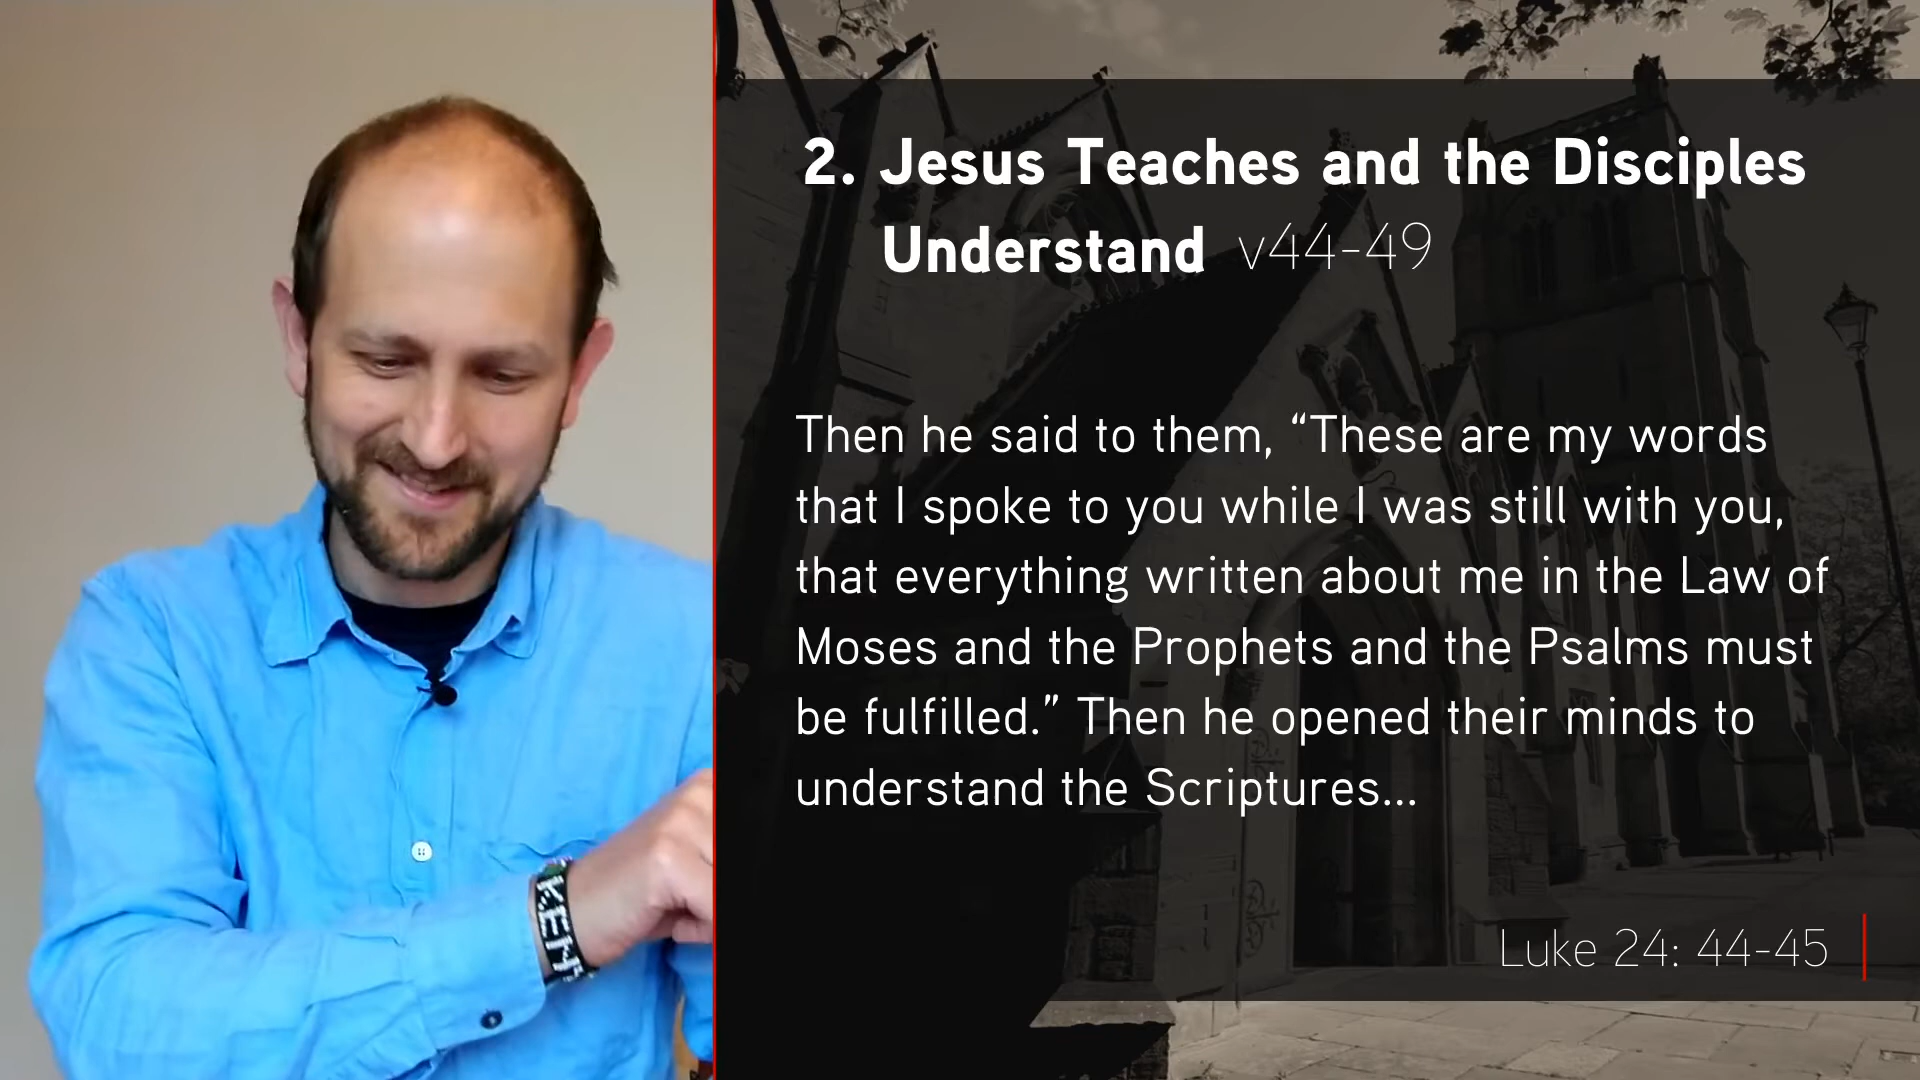 2. Jesus Teaches and the Disciples
Understand v44-49
Then he said to them, “These are my words
that I spoke to you while I was still with you,
that everything written about me in the Law of
Moses and the Prophets and the Psalms must
be fulfilled.” Then he opened their minds to
understand the Scriptures...
Luke 24: 44-45